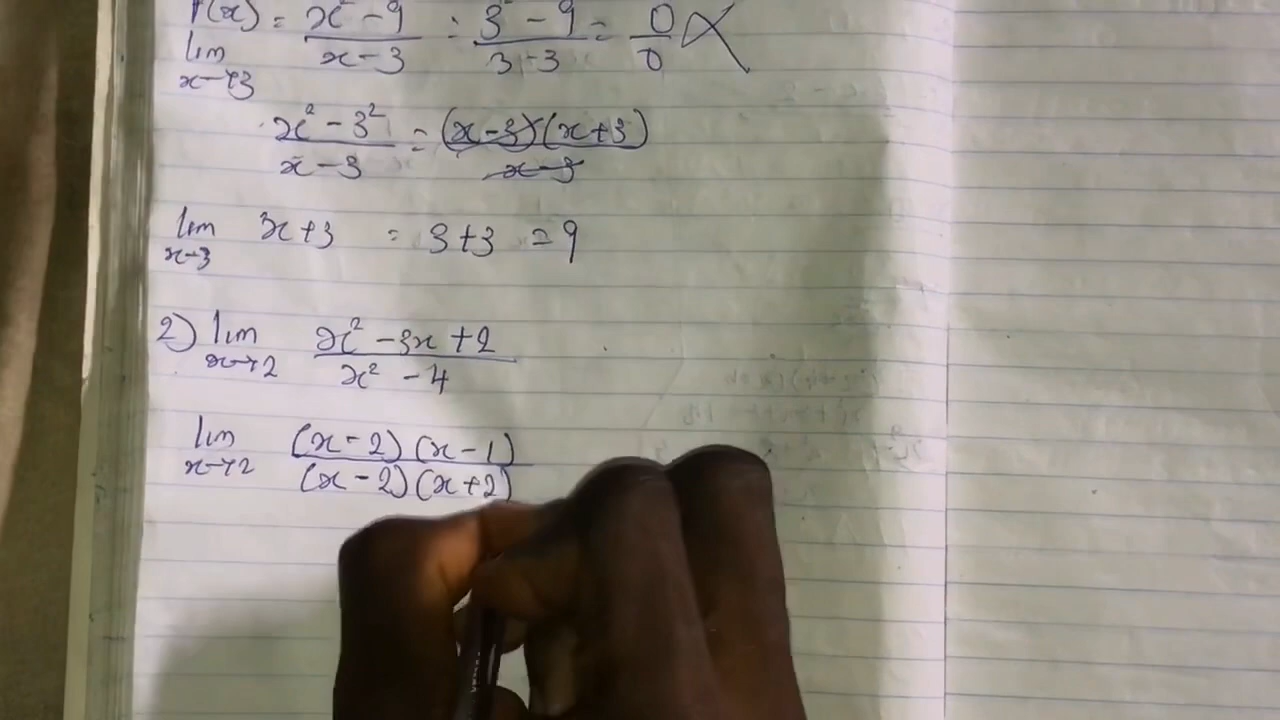 f(x) = x² - 9 / x - 3 : 3² - 9 / 3 - 3 = 0/0 X
lim x→3
x² - 3² / x - 3 = (x-3)(x+3) / x-3
lim x→3 x+3 = 3+3 = 9
2) lim x→2 x² - 3x + 2 / x² - 4
lim x→2 (x-2)(x-1) / (x-2)(x+2)